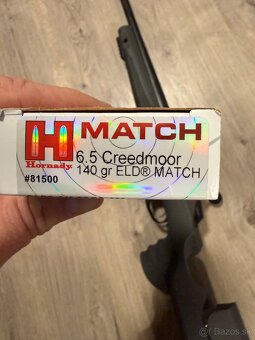 H MATCH
Hornady
6.5 Creedmoor
140 gr ELD® MATCH
#81500
Bazos.sk